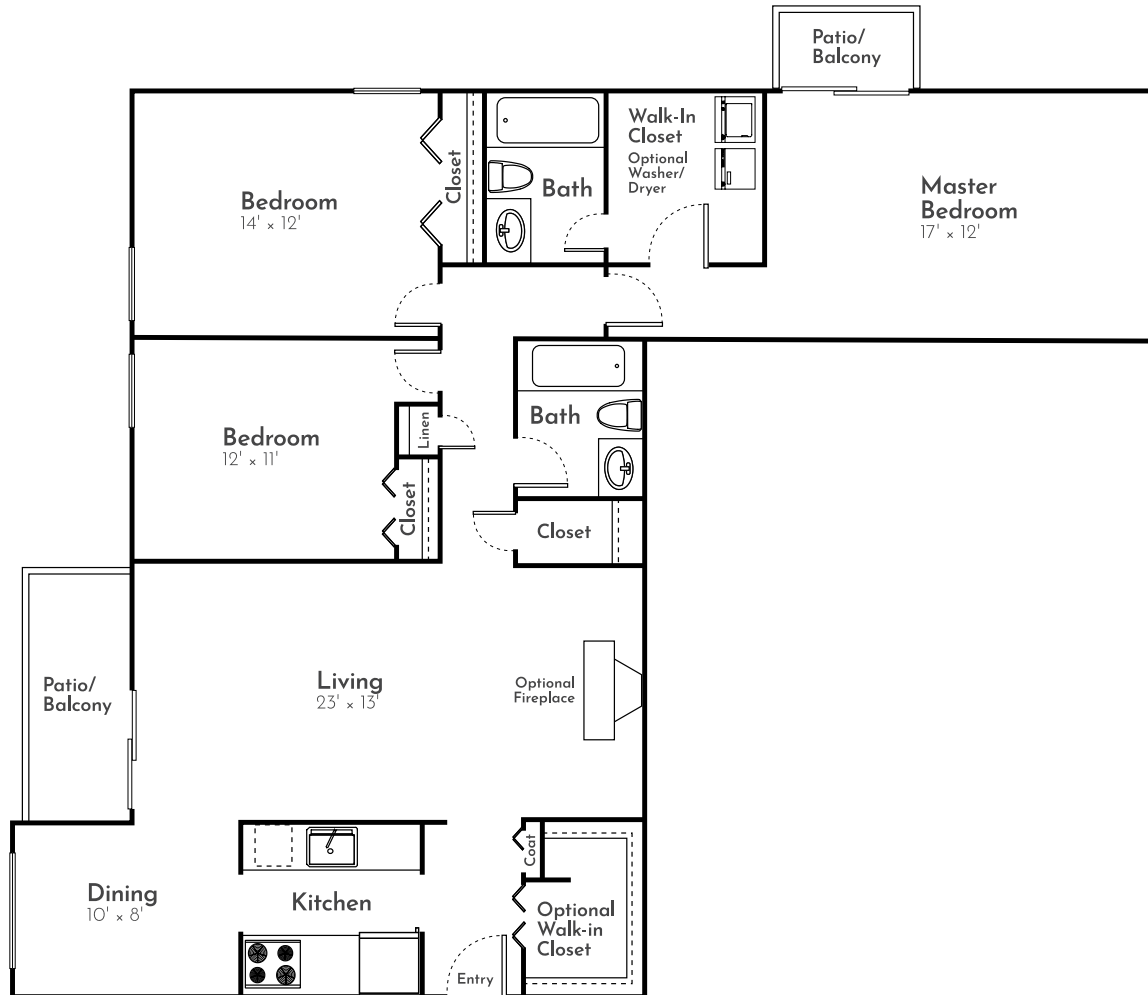 Patio/
Balcony
Walk-In
Closet
Optional
Washer/
Dryer
Closet
Bath
Master
Bedroom
17' × 12'
Bedroom
14' × 12'
Bath
Linen
Bedroom
12' × 11'
Closet
Closet
Patio/
Balcony
Living
23' × 13'
Optional
Fireplace
Coat
Dining
10' × 8'
Kitchen
Optional
Walk-in
Closet
Entry